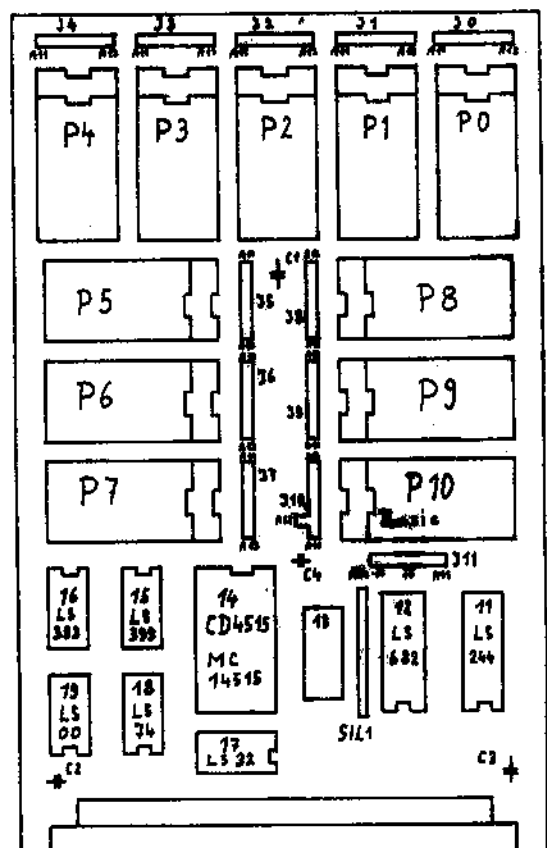 J4 J3 J2 J1 J0
P4 P3 P2 P1 P0
C1
P5 J5 J8 P8
P6 J6 J9 P9
P7 J7 J10 P10
C4 J11
16
LS
393
15
LS
399
14
CD4515
MC
14515
13
12
LS
682
11
LS
244
19
LS
00
18
LS
74
17
LS 32
SIL1
C2
C3